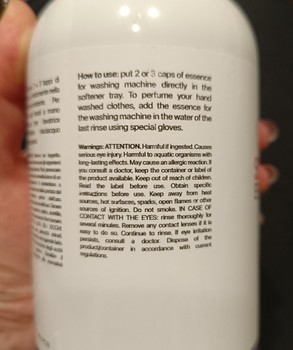 How to use: put 2 or 3 caps of essence
for washing machine directly in the
softener tray. To perfume your hand
washed clothes, add the essence for
the washing machine in the water of the
last rinse using special gloves.
Warnings: ATTENTION. Harmful if ingested. Causes
serious eye injury. Harmful to aquatic organisms with
long-lasting effects. May cause an allergic reaction. If
you consult a doctor, keep the container or label of
the product available. Keep out of reach of children.
Read the label before use. Obtain specific
instructions before use. Keep away from heat
sources, hot surfaces, sparks, open flames or other
sources of ignition. Do not smoke. IN CASE OF
CONTACT WITH THE EYES: rinse thoroughly for
several minutes. Remove any contact lenses if it is
easy to do so. Continue to rinse. If eye irritation
persists, consult a doctor. Dispose of the
product/container in accordance with current
regulations.